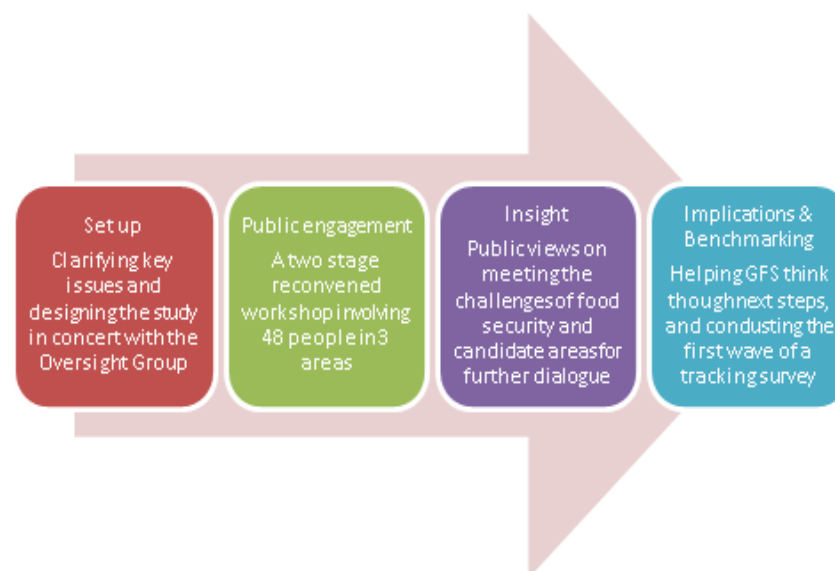 Set up
Clarifying key
issues and
designing the study
in concert with the
Oversight Group
Public engagement
A two stage
reconvened
workshop involving
48 people in 3
areas
Insight
Public views on
meeting the
challenges of food
security and
candidate areas for
further dialogue
Implications &
Benchmarking
Helping GFS think
though next steps,
and condusting the
first wave of a
tracking survey